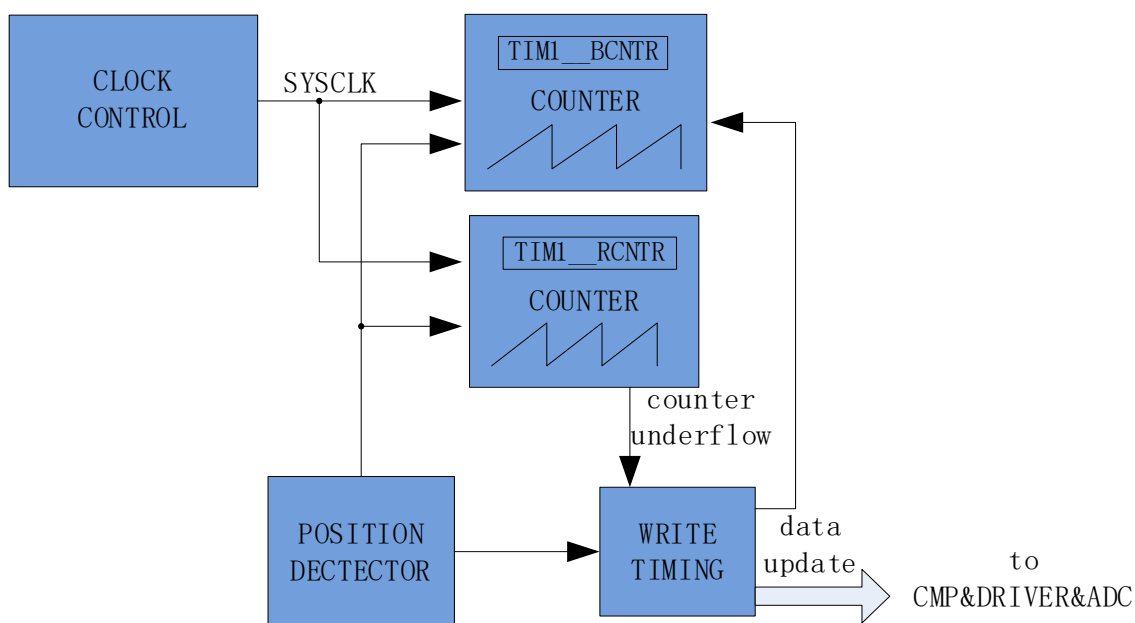 CLOCK
CONTROL
SYSCLK
TIM1__BCNTR
COUNTER
TIM1__RCNTR
COUNTER
counter
underflow
POSITION
DECTECTOR
WRITE
TIMING
data
update
to
CMP&DRIVER&ADC